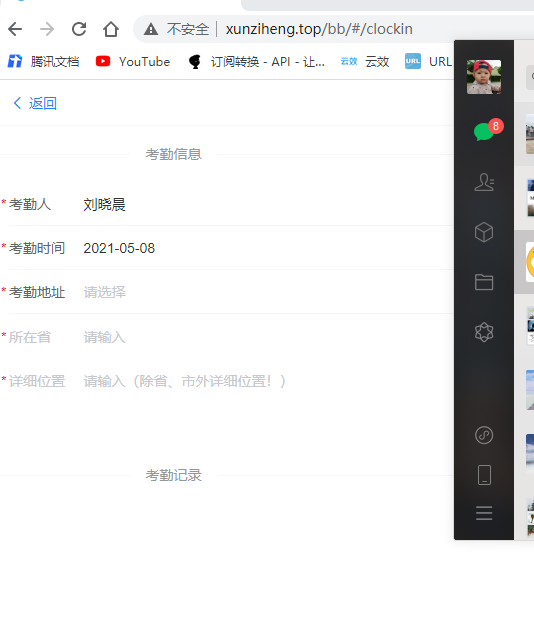 不安全 xunziheng.top/bb/#/clockin
腾讯文档 YouTube 订阅转换 - API - 让... 云效 云效 URL URL
返回
8
考勤信息
*考勤人 刘晓晨
*考勤时间 2021-05-08
*考勤地址 请选择
*所在省 请输入
*详细位置 请输入（除省、市外详细位置！）
考勤记录